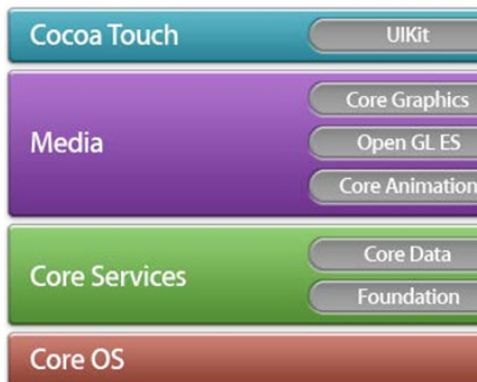 Cocoa Touch
UIKit
Media
Core Graphics
Open GL ES
Core Animation
Core Services
Core Data
Foundation
Core OS